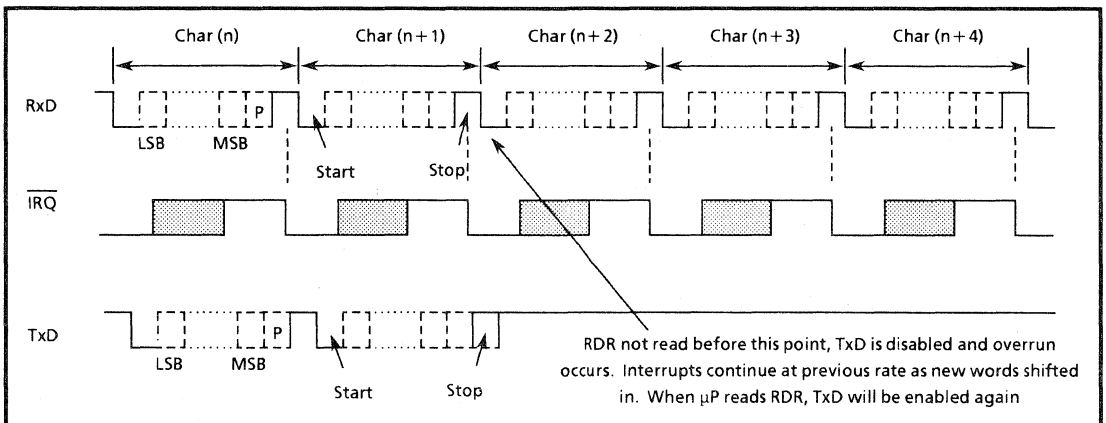 Char (n) Char (n + 1) Char (n + 2) Char (n + 3) Char (n + 4)
RxD
P
LSB MSB
Start Stop
IRQ
TxD
P
LSB MSB
Start Stop
RDR not read before this point, TxD is disabled and overrun
occurs. Interrupts continue at previous rate as new words shifted
in. When µP reads RDR, TxD will be enabled again